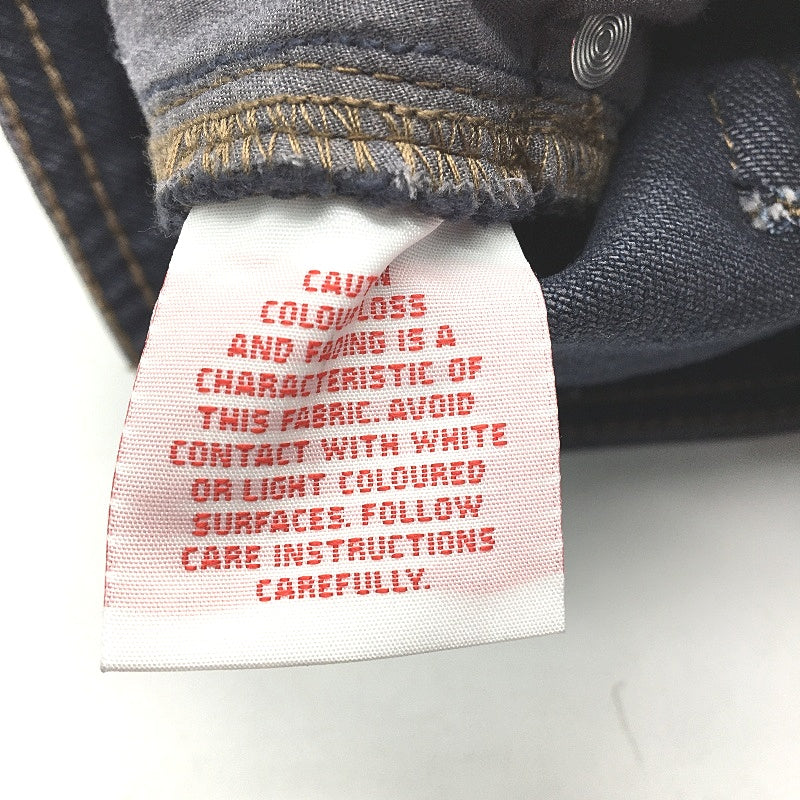 COLOUR LOSS
AND FADING IS A
CHARACTERISTIC OF
THIS FABRIC. AVOID
CONTACT WITH WHITE
OR LIGHT COLOURED
SURFACES. FOLLOW
CARE INSTRUCTIONS
CAREFULLY.